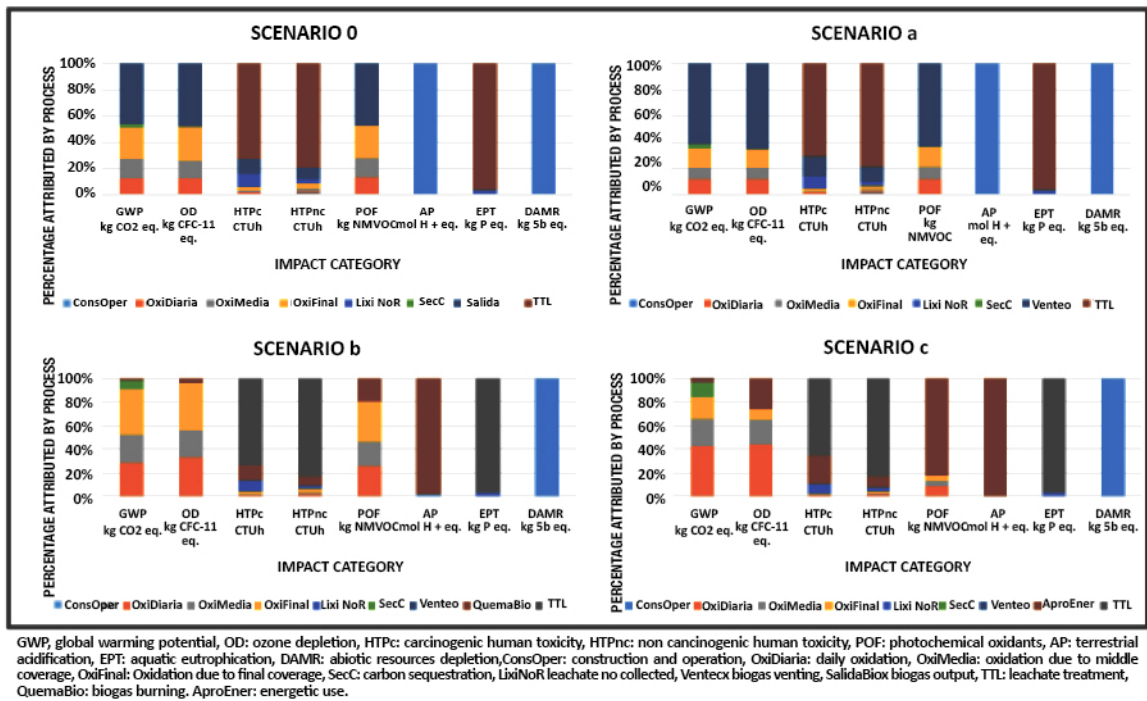 SCENARIO 0
PERCENTAGE ATTRIBUTED BY PROCESS
100%
80%
60%
40%
20%
0%
GWP OD HTPc HTPnc POF AP EPT DAMR
kg CO2 eq. kg CFC-11 CTUh CTUh kg NMVOC mol H + eq. kg P eq. kg 5b eq.
eq.
IMPACT CATEGORY
ConsOper OxiDiaria OxiMedia OxiFinal Lixi NoR SecC Salida TTL
SCENARIO a
PERCENTAGE ATTRIBUTED BY PROCESS
100%
80%
60%
40%
20%
0%
GWP OD HTPc HTPnc POF AP EPT DAMR
kg CO2 eq. kg CFC-11 CTUh CTUh kg mol H + kg P eq. kg 5b eq.
eq. NMVOC eq.
IMPACT CATEGORY
ConsOper OxiDiaria OxiMedia OxiFinal Lixi NoR SecC Venteo TTL
SCENARIO b
PERCENTAGE ATTRIBUTED BY PROCESS
100%
80%
60%
40%
20%
0%
GWP OD HTPc HTPnc POF AP EPT DAMR
kg CO2 eq. kg CFC-11 CTUh CTUh kg NMVOC mol H + eq. kg P eq. kg 5b eq.
eq.
IMPACT CATEGORY
ConsOper OxiDiaria OxiMedia OxiFinal Lixi NoR SecC Venteo QuemaBio TTL
SCENARIO c
PERCENTAGE ATTRIBUTED BY PROCESS
100%
80%
60%
40%
20%
0%
GWP OD HTPc HTPnc POF AP EPT DAMR
kg CO2 eq. kg CFC-11 CTUh CTUh kg NMVOC mol H + eq. kg P eq. kg 5b eq.
eq.
IMPACT CATEGORY
ConsOper OxiDiaria OxiMedia OxiFinal Lixi NoR SecC Venteo AproEner TTL
GWP, global warming potential, OD: ozone depletion, HTPc: carcinogenic human toxicity, HTPnc: non cancinogenic human toxicity, POF: photochemical oxidants, AP: terrestrial
acidification, EPT: aquatic eutrophication, DAMR: abiotic resources depletion,ConsOper: construction and operation, OxiDiaria: daily oxidation, OxiMedia: oxidation due to middle
coverage, OxiFinal: Oxidation due to final coverage, SecC: carbon sequestration, LixiNoR leachate no collected, Ventecx biogas venting, SalidaBiox biogas output, TTL: leachate treatment,
QuemaBio: biogas burning. AproEner: energetic use.